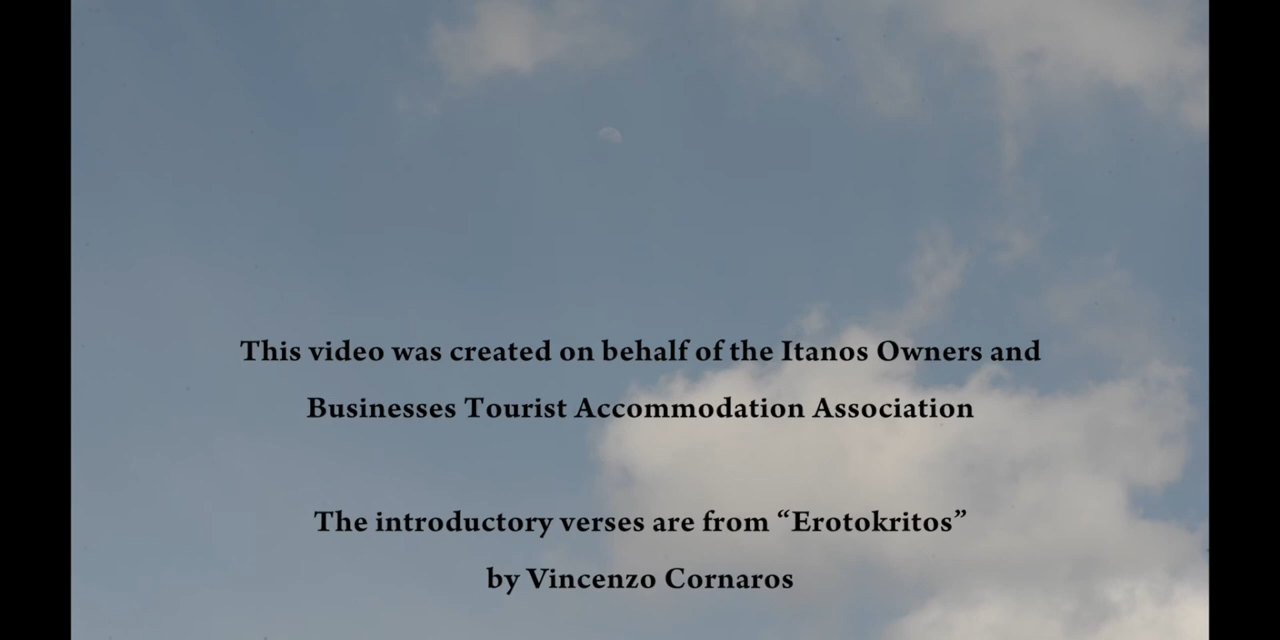 This video was created on behalf of the Itanos Owners and
Businesses Tourist Accommodation Association
The introductory verses are from “Erotokritos”
by Vincenzo Cornaros